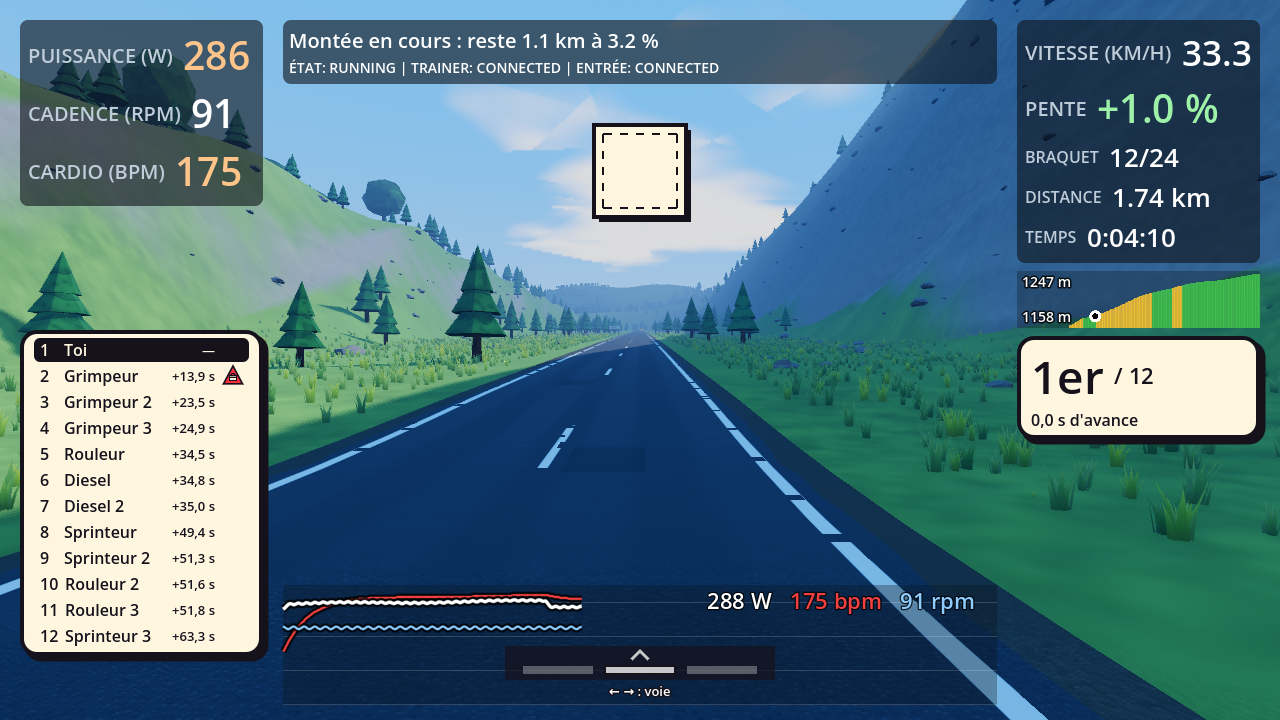 PUISSANCE (W) 286
CADENCE (RPM) 91
CARDIO (BPM) 175
Montée en cours : reste 1.1 km à 3.2 %
ÉTAT: RUNNING | TRAINER: CONNECTED | ENTRÉE: CONNECTED
VITESSE (KM/H) 33.3
PENTE +1.0 %
BRAQUET 12/24
DISTANCE 1.74 km
TEMPS 0:04:10
1247 m
1158 m
1er / 12
0,0 s d'avance
1 Toi —
2 Grimpeur +13,9 s
3 Grimpeur 2 +23,5 s
4 Grimpeur 3 +24,9 s
5 Rouleur +34,5 s
6 Diesel +34,8 s
7 Diesel 2 +35,0 s
8 Sprinteur +49,4 s
9 Sprinteur 2 +51,3 s
10 Rouleur 2 +51,6 s
11 Rouleur 3 +51,8 s
12 Sprinteur 3 +63,3 s
288 W 175 bpm 91 rpm
← → : voie